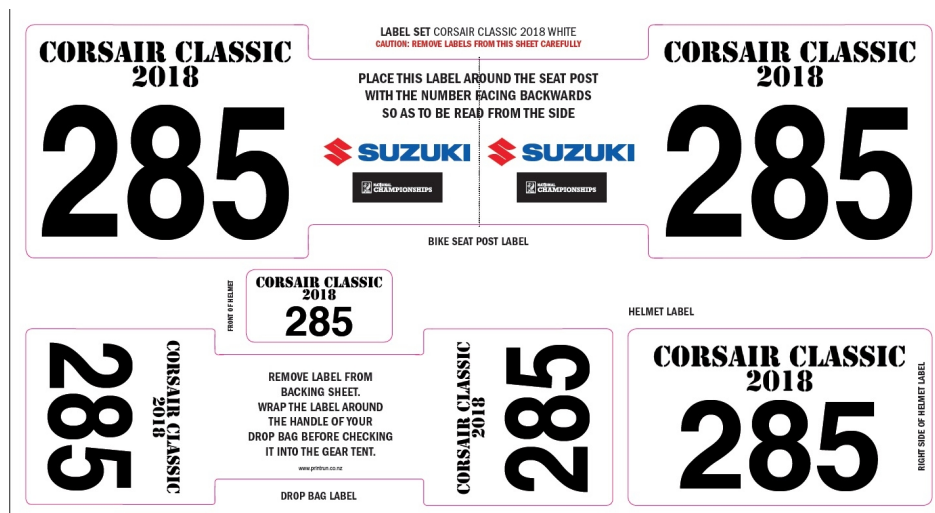 LABEL SET CORSAIR CLASSIC 2018 WHITE
CAUTION: REMOVE LABELS FROM THIS SHEET CAREFULLY
CORSAIR CLASSIC
2018
285
PLACE THIS LABEL AROUND THE SEAT POST
WITH THE NUMBER FACING BACKWARDS
SO AS TO BE READ FROM THE SIDE
SUZUKI
NATIONAL
CHAMPIONSHIPS
SUZUKI
NATIONAL
CHAMPIONSHIPS
CORSAIR CLASSIC
2018
285
BIKE SEAT POST LABEL
FRONT OF HELMET
CORSAIR CLASSIC
2018
285
HELMET LABEL
CORSAIR CLASSIC
2018
285
REMOVE LABEL FROM
BACKING SHEET.
WRAP THE LABEL AROUND
THE HANDLE OF YOUR
DROP BAG BEFORE CHECKING
IT INTO THE GEAR TENT.
www.printrun.co.nz
DROP BAG LABEL
CORSAIR CLASSIC
2018
285
CORSAIR CLASSIC
2018
285
RIGHT SIDE OF HELMET LABEL